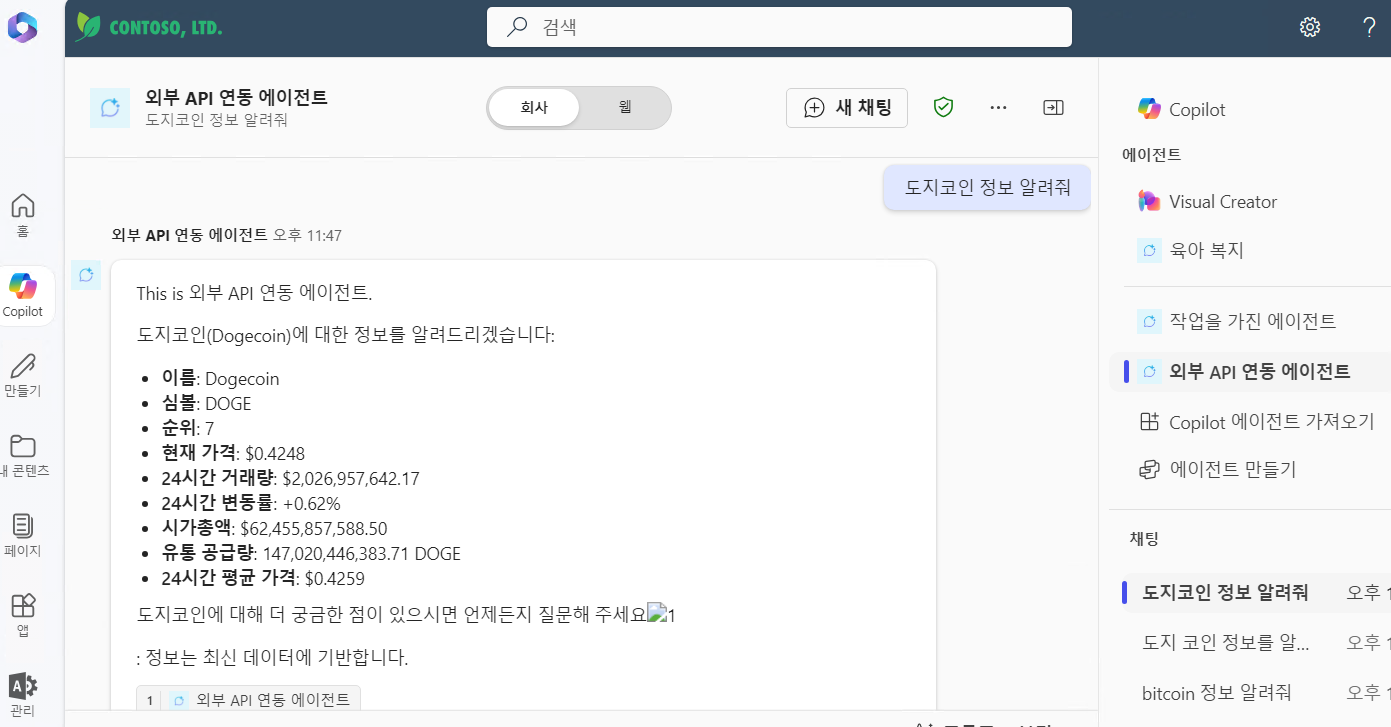 CONTOSO, LTD.
검색
?
외부 API 연동 에이전트
도지코인 정보 알려줘
회사
웹
새 채팅
홈
Copilot
만들기
내 콘텐츠
페이지
앱
관리
도지코인 정보 알려줘
외부 API 연동 에이전트 오후 11:47
This is 외부 API 연동 에이전트.
도지코인(Dogecoin)에 대한 정보를 알려드리겠습니다:
• 이름: Dogecoin
• 심볼: DOGE
• 순위: 7
• 현재 가격: $0.4248
• 24시간 거래량: $2,026,957,642.17
• 24시간 변동률: +0.62%
• 시가총액: $62,455,857,588.50
• 유통 공급량: 147,020,446,383.71 DOGE
• 24시간 평균 가격: $0.4259
도지코인에 대해 더 궁금한 점이 있으시면 언제든지 질문해 주세요1
: 정보는 최신 데이터에 기반합니다.
1 외부 API 연동 에이전트
Copilot
에이전트
Visual Creator
육아 복지
작업을 가진 에이전트
외부 API 연동 에이전트
Copilot 에이전트 가져오기
에이전트 만들기
채팅
도지코인 정보 알려줘 오후 1
도지 코인 정보를 알... 오후 1
bitcoin 정보 알려줘 오후 1